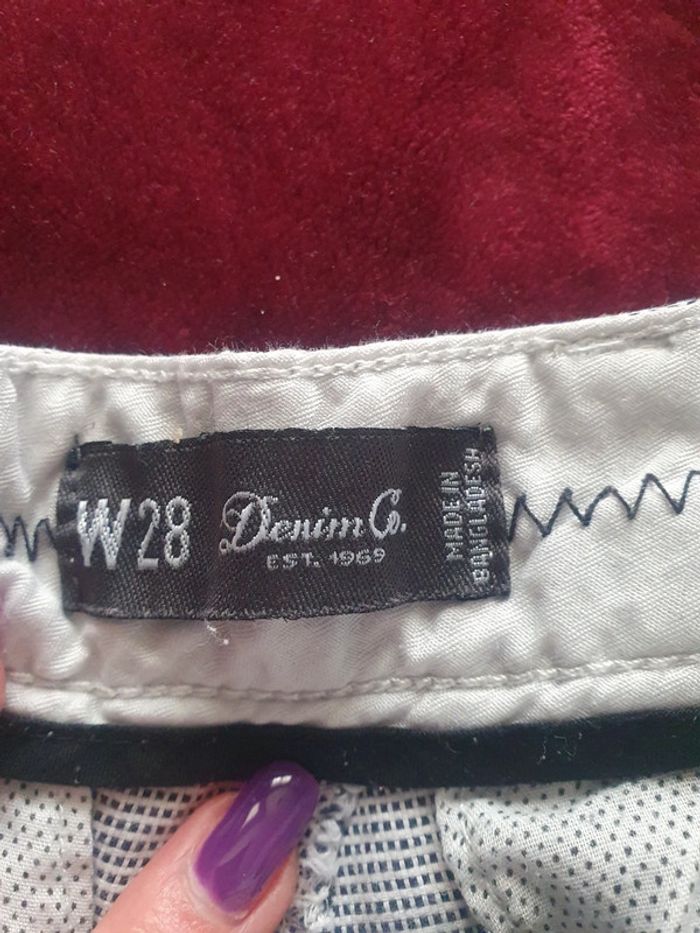 W28
Denim Co.
EST. 1969
MADE IN
BANGLADESH